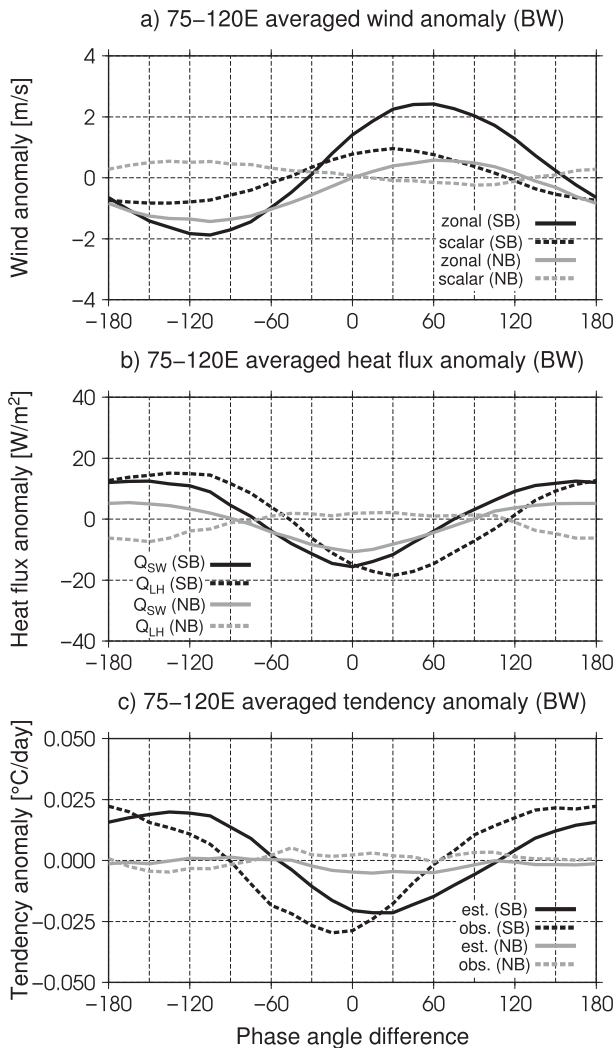 a) 75–120E averaged wind anomaly (BW)
Wind anomaly [m/s]
4
2
0
−2
−4
zonal (SB)
scalar (SB)
zonal (NB)
scalar (NB)
−180 −120 −60 0 60 120 180
b) 75–120E averaged heat flux anomaly (BW)
Heat flux anomaly [W/m²]
40
20
0
−20
−40
Q_SW (SB)
Q_LH (SB)
Q_SW (NB)
Q_LH (NB)
−180 −120 −60 0 60 120 180
c) 75–120E averaged tendency anomaly (BW)
Tendency anomaly [°C/day]
0.050
0.025
0.000
−0.025
−0.050
est. (SB)
obs. (SB)
est. (NB)
obs. (NB)
−180 −120 −60 0 60 120 180
Phase angle difference